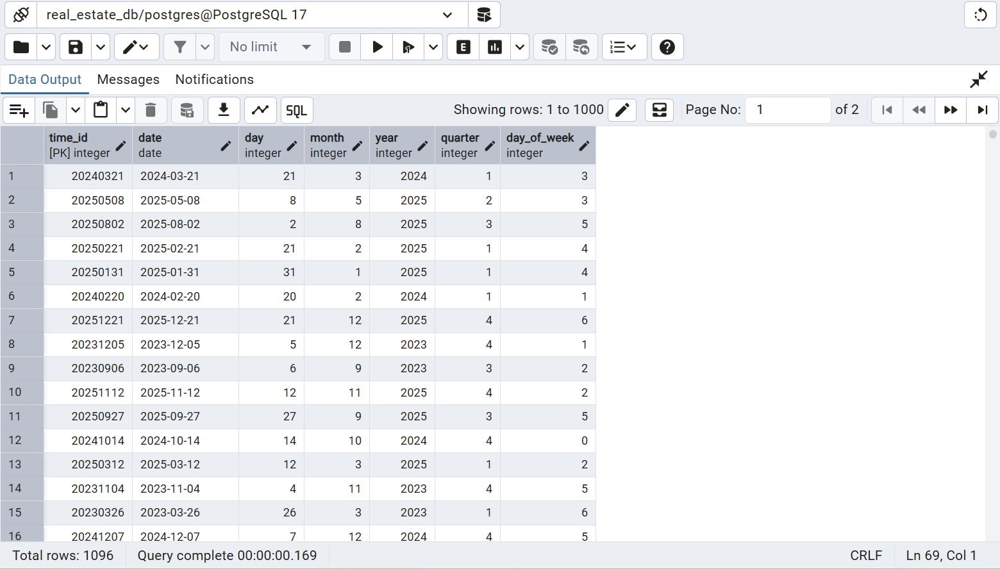 real_estate_db/postgres@PostgreSQL 17
No limit
E
Data Output Messages Notifications
SQL Showing rows: 1 to 1000 Page No: 1 of 2
time_id date day month year quarter day_of_week
[PK] integer date integer integer integer integer integer
1 20240321 2024-03-21 21 3 2024 1 3
2 20250508 2025-05-08 8 5 2025 2 3
3 20250802 2025-08-02 2 8 2025 3 5
4 20250221 2025-02-21 21 2 2025 1 4
5 20250131 2025-01-31 31 1 2025 1 4
6 20240220 2024-02-20 20 2 2024 1 1
7 20251221 2025-12-21 21 12 2025 4 6
8 20231205 2023-12-05 5 12 2023 4 1
9 20230906 2023-09-06 6 9 2023 3 2
10 20251112 2025-11-12 12 11 2025 4 2
11 20250927 2025-09-27 27 9 2025 3 5
12 20241014 2024-10-14 14 10 2024 4 0
13 20250312 2025-03-12 12 3 2025 1 2
14 20231104 2023-11-04 4 11 2023 4 5
15 20230326 2023-03-26 26 3 2023 1 6
16 20241207 2024-12-07 7 12 2024 4 5
Total rows: 1096 Query complete 00:00:00.169 CRLF Ln 69, Col 1